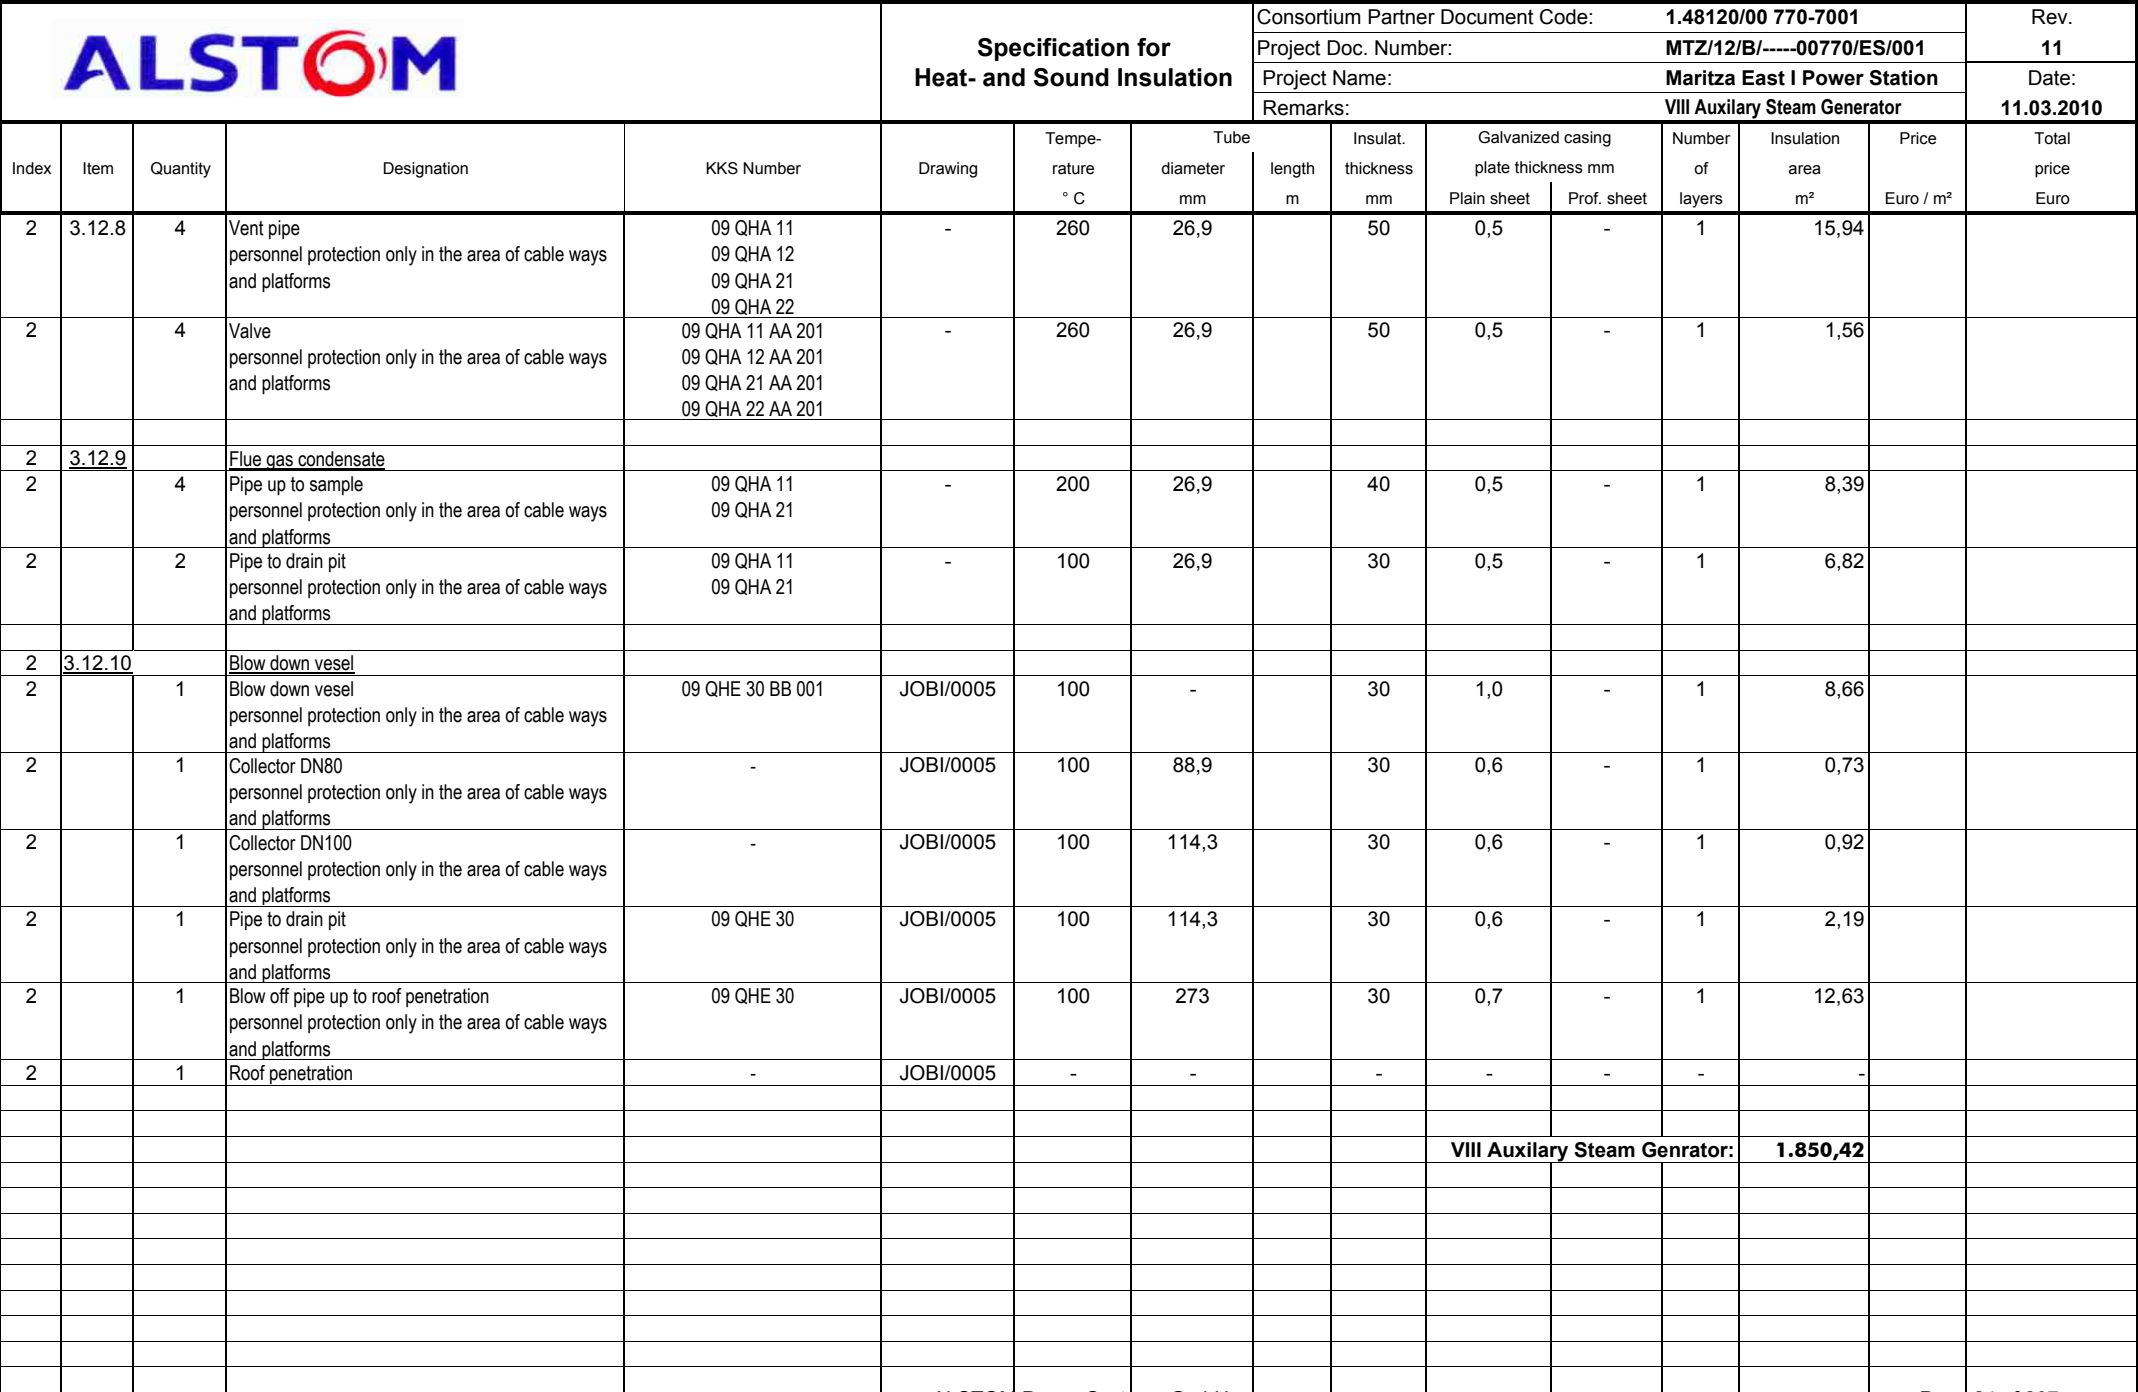 ALSTOM
Specification for
Heat- and Sound Insulation
Consortium Partner Document Code: 1.48120/00 770-7001
Project Doc. Number: MTZ/12/B/-----00770/ES/001
Project Name: Maritza East I Power Station
Remarks: VIII Auxilary Steam Generator
Rev.
11
Date:
11.03.2010
Index Item Quantity Designation KKS Number Drawing
Tempe-
rature
° C
Tube
diameter length
mm m
Insulat.
thickness
mm
Galvanized casing
plate thickness mm
Plain sheet Prof. sheet
Number
of
layers
Insulation
area
m²
Price
Euro / m²
Total
price
Euro
2 3.12.8 4 Vent pipe 09 QHA 11 - 260 26,9 50 0,5 - 1 15,94
personnel protection only in the area of cable ways 09 QHA 12
and platforms 09 QHA 21
09 QHA 22
2 4 Valve 09 QHA 11 AA 201 - 260 26,9 50 0,5 - 1 1,56
personnel protection only in the area of cable ways 09 QHA 12 AA 201
and platforms 09 QHA 21 AA 201
09 QHA 22 AA 201
2 3.12.9 Flue gas condensate
2 4 Pipe up to sample 09 QHA 11 - 200 26,9 40 0,5 - 1 8,39
personnel protection only in the area of cable ways 09 QHA 21
and platforms
2 2 Pipe to drain pit 09 QHA 11 - 100 26,9 30 0,5 - 1 6,82
personnel protection only in the area of cable ways 09 QHA 21
and platforms
2 3.12.10 Blow down vesel
2 1 Blow down vesel 09 QHE 30 BB 001 JOBI/0005 100 - 30 1,0 - 1 8,66
personnel protection only in the area of cable ways
and platforms
2 1 Collector DN80 - JOBI/0005 100 88,9 30 0,6 - 1 0,73
personnel protection only in the area of cable ways
and platforms
2 1 Collector DN100 - JOBI/0005 100 114,3 30 0,6 - 1 0,92
personnel protection only in the area of cable ways
and platforms
2 1 Pipe to drain pit 09 QHE 30 JOBI/0005 100 114,3 30 0,6 - 1 2,19
personnel protection only in the area of cable ways
and platforms
2 1 Blow off pipe up to roof penetration 09 QHE 30 JOBI/0005 100 273 30 0,7 - 1 12,63
personnel protection only in the area of cable ways
and platforms
2 1 Roof penetration - JOBI/0005 - - - - - - -
VIII Auxilary Steam Genrator: 1.850,42